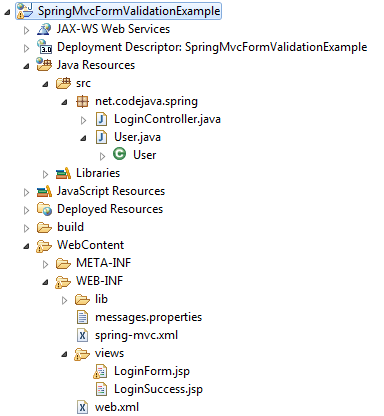 SpringMvcFormValidationExample
JAX-WS Web Services
3.0 Deployment Descriptor: SpringMvcFormValidationExample
Java Resources
src
net.codejava.spring
J LoginController.java
J User.java
C User
Libraries
JavaScript Resources
Deployed Resources
build
WebContent
META-INF
WEB-INF
lib
messages.properties
X spring-mvc.xml
views
LoginForm.jsp
LoginSuccess.jsp
X web.xml